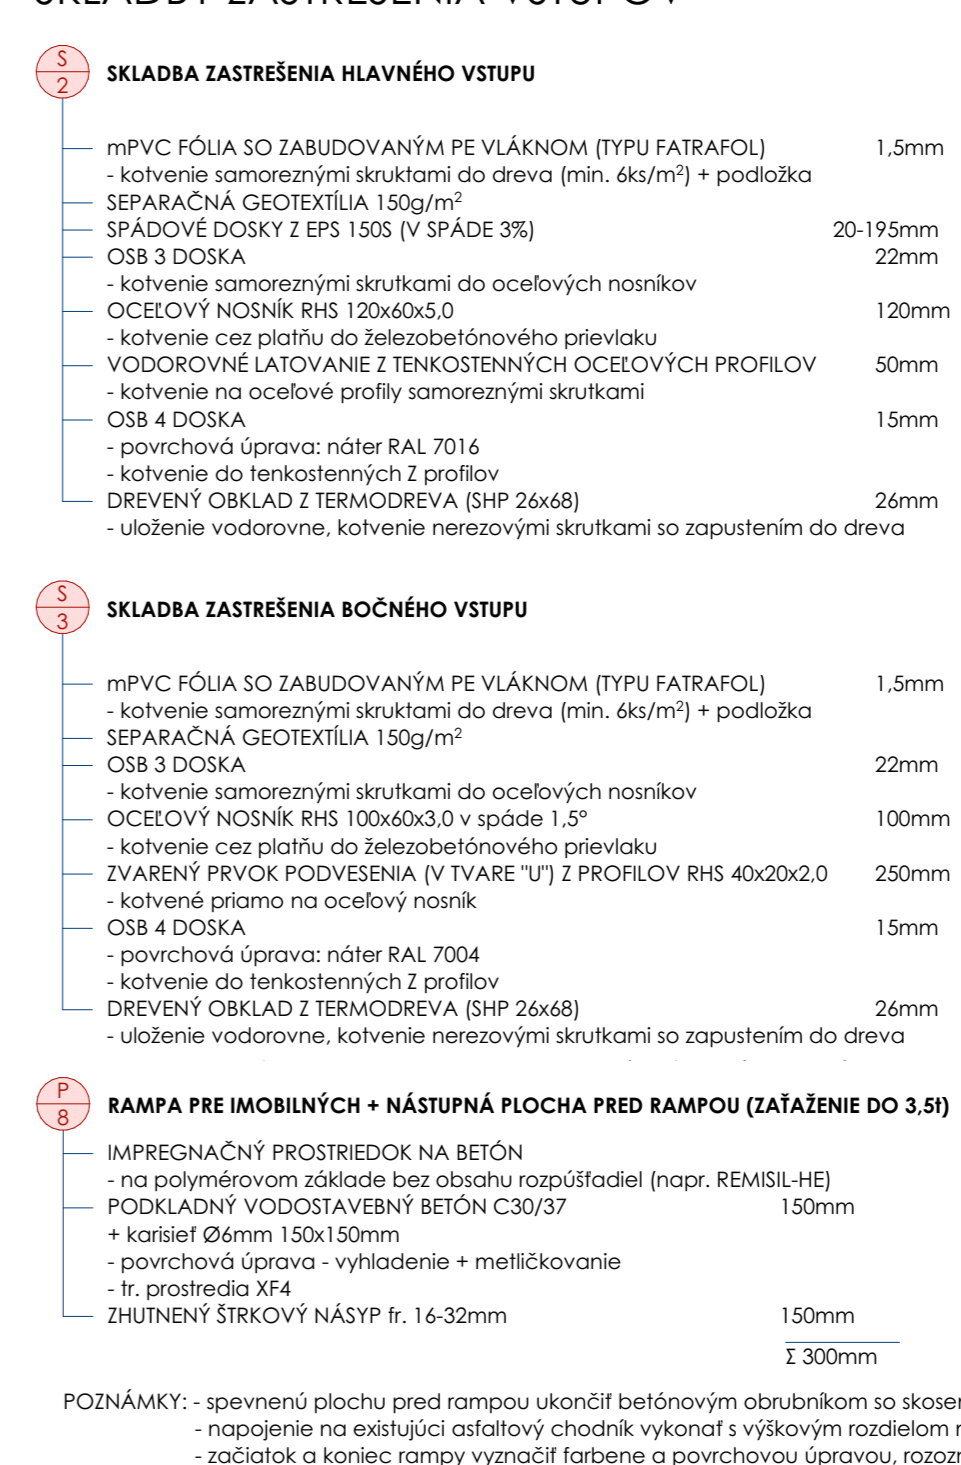 SKLADBY ZASTREŠENIA VSTUPOV
S
2
SKLADBA ZASTREŠENIA HLAVNÉHO VSTUPU
mPVC FÓLIA SO ZABUDOVANÝM PE VLÁKNOM (TYPU FATRAFOL) 1,5mm
- kotvenie samoreznými skruktami do dreva (min. 6ks/m²) + podložka
SEPARAČNÁ GEOTEXTÍLIA 150g/m²
SPÁDOVÉ DOSKY Z EPS 150S (V SPÁDE 3%) 20-195mm
OSB 3 DOSKA 22mm
- kotvenie samoreznými skrutkami do oceľových nosníkov
OCEĽOVÝ NOSNÍK RHS 120x60x5,0 120mm
- kotvenie cez platňu do železobetónového prievlaku
VODOROVNÉ LATOVANIE Z TENKOSTENNÝCH OCEĽOVÝCH PROFILOV 50mm
- kotvenie na oceľové profily samoreznými skrutkami
OSB 4 DOSKA 15mm
- povrchová úprava: náter RAL 7016
- kotvenie do tenkostenných Z profilov
DREVENÝ OBKLAD Z TERMODREVA (SHP 26x68) 26mm
- uloženie vodorovne, kotvenie nerezovými skrutkami so zapustením do dreva
S
3
SKLADBA ZASTREŠENIA BOČNÉHO VSTUPU
mPVC FÓLIA SO ZABUDOVANÝM PE VLÁKNOM (TYPU FATRAFOL) 1,5mm
- kotvenie samoreznými skruktami do dreva (min. 6ks/m²) + podložka
SEPARAČNÁ GEOTEXTÍLIA 150g/m²
OSB 3 DOSKA 22mm
- kotvenie samoreznými skrutkami do oceľových nosníkov
OCEĽOVÝ NOSNÍK RHS 100x60x3,0 v spáde 1,5° 100mm
- kotvenie cez platňu do železobetónového prievlaku
ZVARENÝ PRVOK PODVESENIA (V TVARE "U") Z PROFILOV RHS 40x20x2,0 250mm
- kotvené priamo na oceľový nosník
OSB 4 DOSKA 15mm
- povrchová úprava: náter RAL 7004
- kotvenie do tenkostenných Z profilov
DREVENÝ OBKLAD Z TERMODREVA (SHP 26x68) 26mm
- uloženie vodorovne, kotvenie nerezovými skrutkami so zapustením do dreva
P
8
RAMPA PRE IMOBILNÝCH + NÁSTUPNÁ PLOCHA PRED RAMPOU (ZAŤAŽENIE DO 3,5t)
IMPREGNAČNÝ PROSTRIEDOK NA BETÓN
- na polymérovom základe bez obsahu rozpúšťadiel (napr. REMISIL-HE)
PODKLADNÝ VODOSTAVEBNÝ BETÓN C30/37 150mm
+ karisieť Ø6mm 150x150mm
- povrchová úprava - vyhladenie + metličkovanie
- tr. prostredia XF4
ZHUTNENÝ ŠTRKOVÝ NÁSYP fr. 16-32mm 150mm
Σ 300mm
POZNÁMKY: - spevnenú plochu pred rampou ukončiť betónovým obrubníkom so
- napojenie na existujúci asfaltový chodník vykonať s výškovým rozdielom
- začiatok a koniec rampy vyznačiť farbene a povrchovou úpravou,